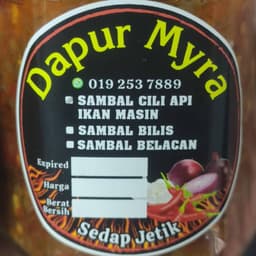 Dapur Myra
019 253 7889
SAMBAL CILI API
IKAN MASIN
SAMBAL BILIS
SAMBAL BELACAN
Expired
Harga
Berat
Bersih
Sedap Jetik